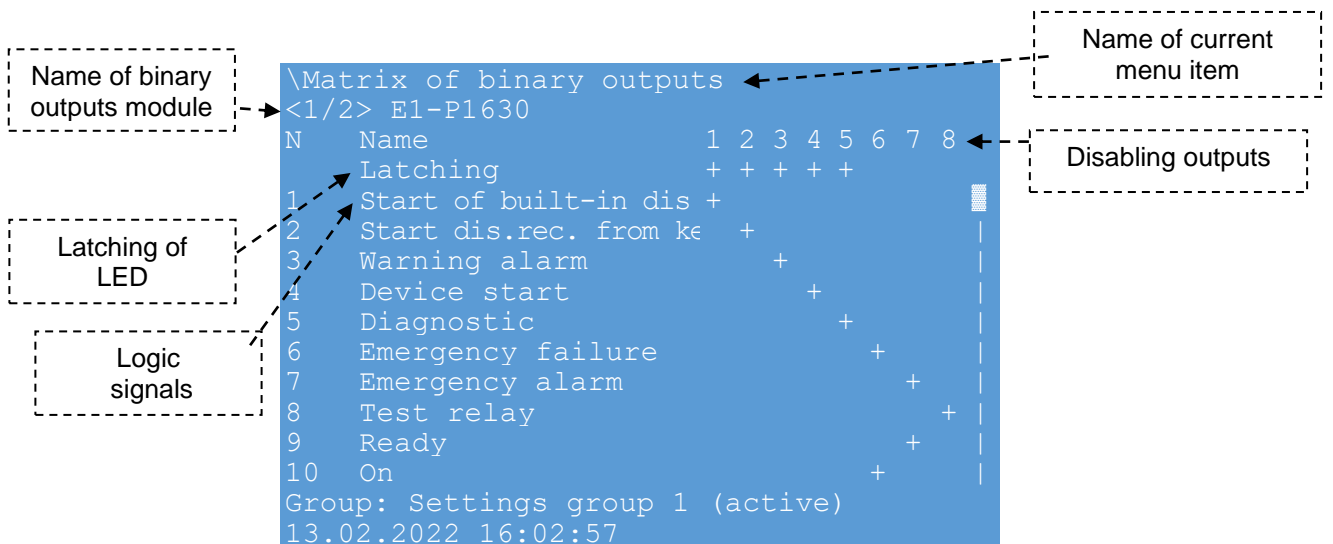 Name of current
menu item
Name of binary
outputs module
\Matrix of binary outputs
<1/2> E1-P1630
N Name 1 2 3 4 5 6 7 8
Disabling outputs
Latching + + + + +
1 Start of built-in dis +
2 Start dis.rec. from ke +
Latching of
LED
3 Warning alarm +
4 Device start +
5 Diagnostic +
Logic
signals
6 Emergency failure +
7 Emergency alarm +
8 Test relay +
9 Ready +
10 On +
Group: Settings group 1 (active)
13.02.2022 16:02:57